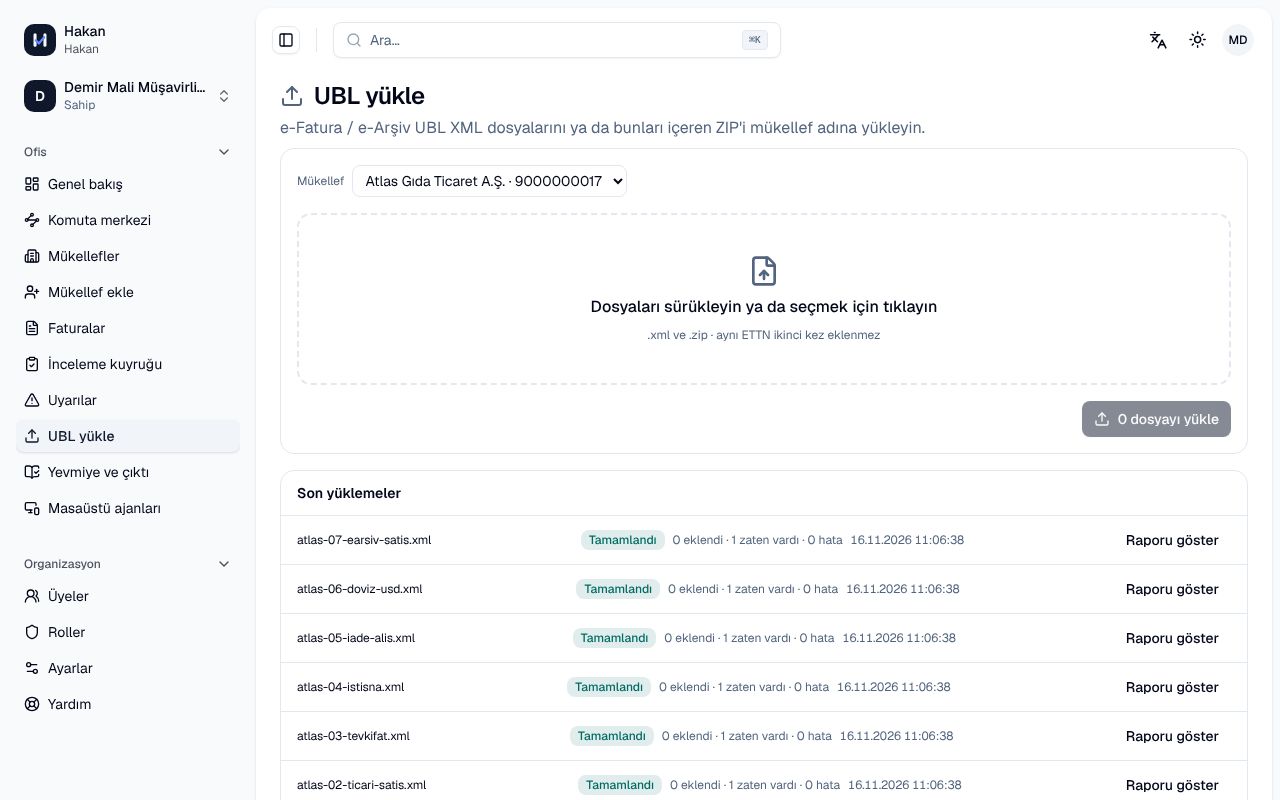 Hakan
Hakan
D
Demir Mali Müşavirli...
Sahip
Ofis
Genel bakış
Komuta merkezi
Mükellefler
Mükellef ekle
Faturalar
İnceleme kuyruğu
Uyarılar
UBL yükle
Yevmiye ve çıktı
Masaüstü ajanları
Organizasyon
Üyeler
Roller
Ayarlar
Yardım
Ara...
⌘K
MD
UBL yükle
e-Fatura / e-Arşiv UBL XML dosyalarını ya da bunları içeren ZIP'i mükellef adına yükleyin.
Mükellef
Atlas Gıda Ticaret A.Ş. · 9000000017
Dosyaları sürükleyin ya da seçmek için tıklayın
.xml ve .zip · aynı ETTN ikinci kez eklenmez
0 dosyayı yükle
Son yüklemeler
atlas-07-earsiv-satis.xml Tamamlandı 0 eklendi · 1 zaten vardı · 0 hata 16.11.2026 11:06:38 Raporu göster
atlas-06-doviz-usd.xml Tamamlandı 0 eklendi · 1 zaten vardı · 0 hata 16.11.2026 11:06:38 Raporu göster
atlas-05-iade-alis.xml Tamamlandı 0 eklendi · 1 zaten vardı · 0 hata 16.11.2026 11:06:38 Raporu göster
atlas-04-istisna.xml Tamamlandı 0 eklendi · 1 zaten vardı · 0 hata 16.11.2026 11:06:38 Raporu göster
atlas-03-tevkifat.xml Tamamlandı 0 eklendi · 1 zaten vardı · 0 hata 16.11.2026 11:06:38 Raporu göster
atlas-02-ticari-satis.xml Tamamlandı 0 eklendi · 1 zaten vardı · 0 hata 16.11.2026 11:06:38 Raporu göster